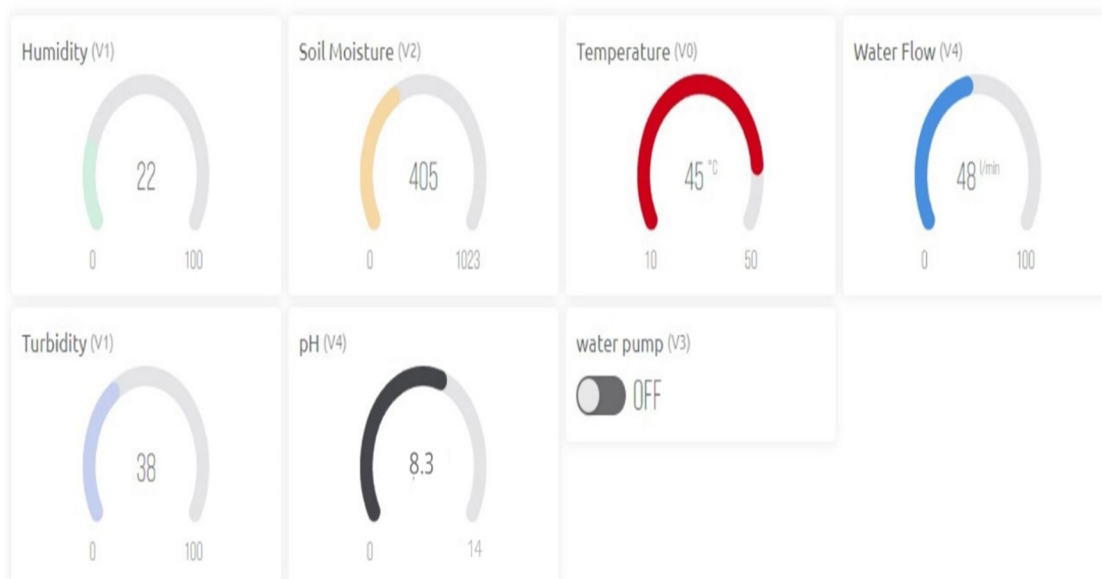 Humidity (V1)
22
0 100
Soil Moisture (V2)
405
0 1023
Temperature (V0)
45 °C
10 50
Water Flow (V4)
48 l/min
0 100
Turbidity (V1)
38
0 100
pH (V4)
8.3
0 14
water pump (V3)
OFF